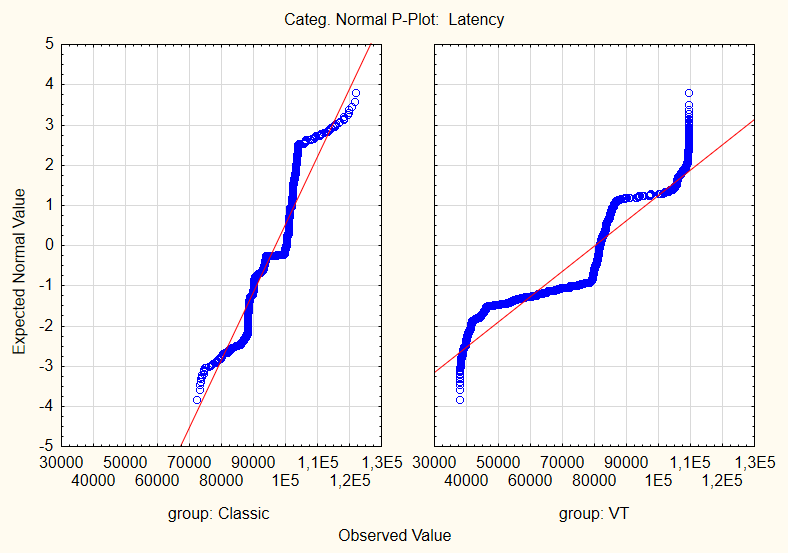 Categ. Normal P-Plot: Latency
Expected Normal Value
5
4
3
2
1
0
-1
-2
-3
-4
-5
30000 50000 70000 90000 1,1E5 1,3E5
40000 60000 80000 1E5 1,2E5
30000 50000 70000 90000 1,1E5 1,3E5
40000 60000 80000 1E5 1,2E5
group: Classic
group: VT
Observed Value